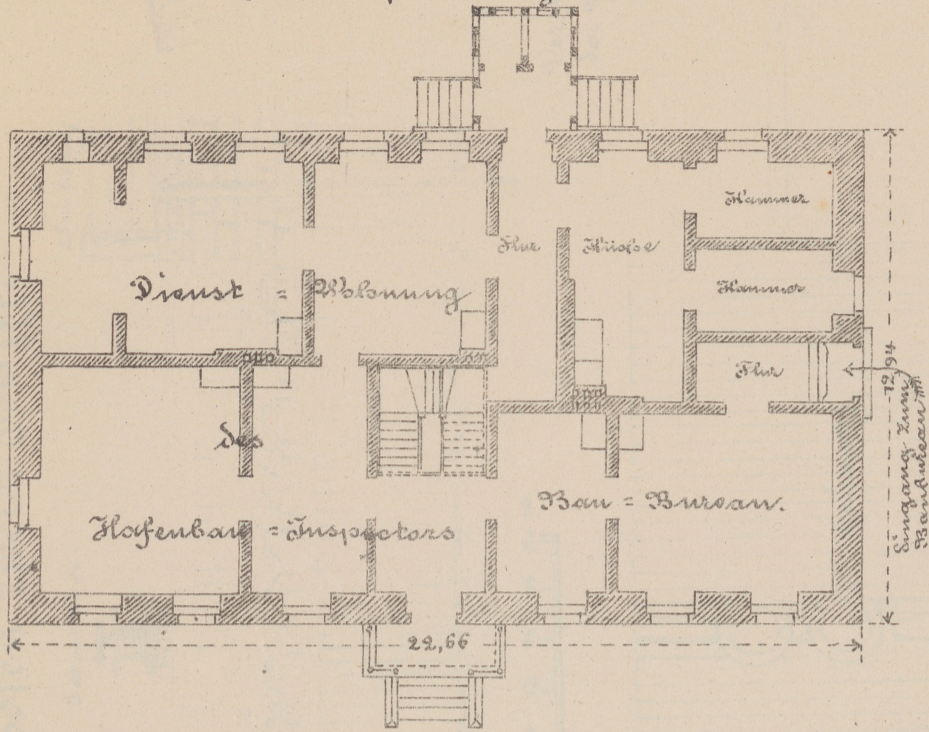 Kammer
Flur Küche
Kammer
Dienst = Wohnung
Flur
12,94
Eingang zum
Baubureau
des
Bau = Bureau.
Hafenbau = Inspectors
22,66